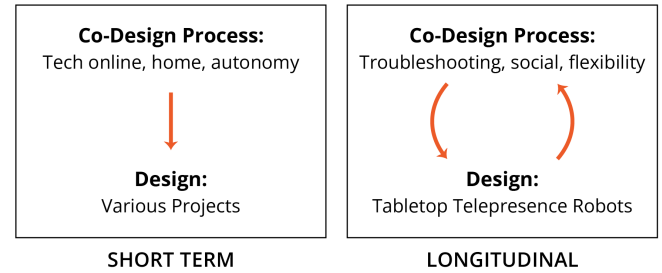 Co-Design Process:
Tech online, home, autonomy
Design:
Various Projects
SHORT TERM
Co-Design Process:
Troubleshooting, social, flexibility
Design:
Tabletop Telepresence Robots
LONGITUDINAL